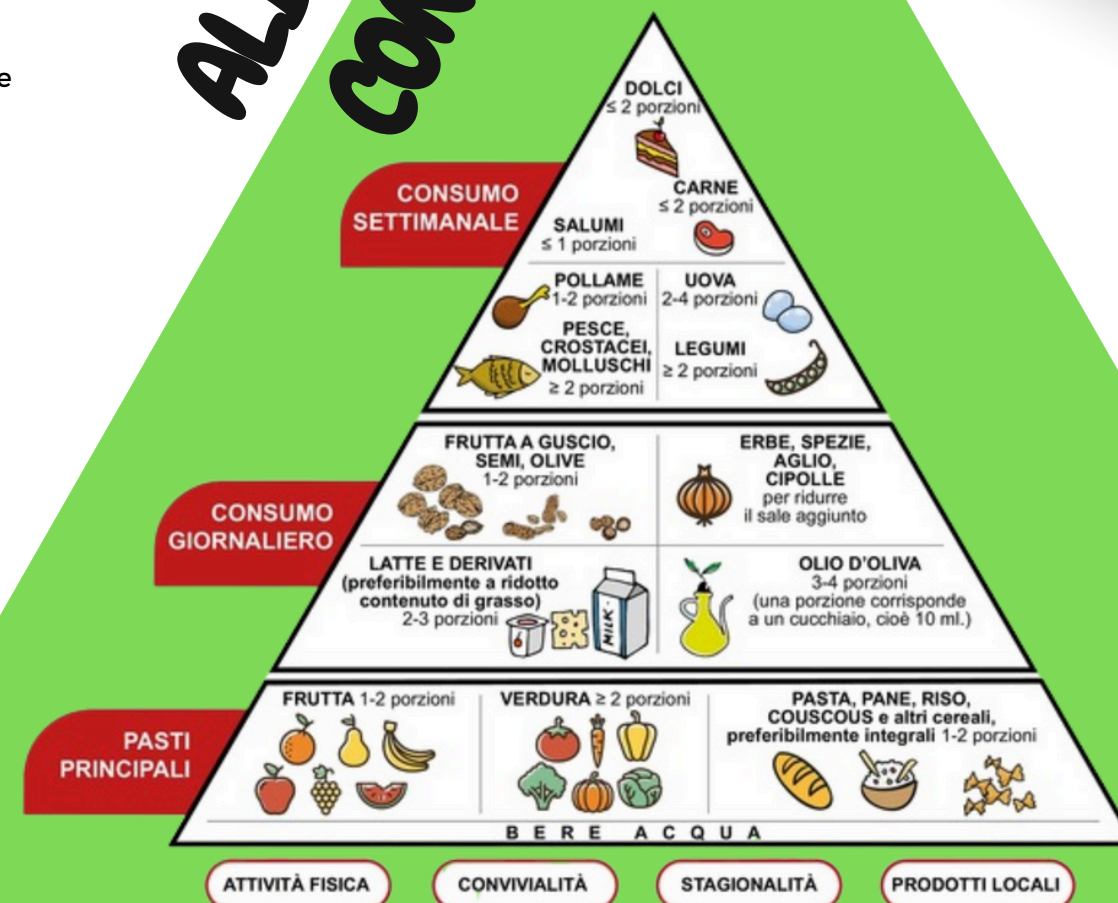 e
AL
CON
DOLCI
≤ 2 porzioni
CARNE
≤ 2 porzioni
CONSUMO
SETTIMANALE
SALUMI
≤ 1 porzioni
POLLAME
1-2 porzioni
UOVA
2-4 porzioni
PESCE,
CROSTACEI,
MOLLUSCHI
≥ 2 porzioni
LEGUMI
≥ 2 porzioni
CONSUMO
GIORNALIERO
FRUTTA A GUSCIO,
SEMI, OLIVE
1-2 porzioni
ERBE, SPEZIE,
AGLIO,
CIPOLLE
per ridurre
il sale aggiunto
LATTE E DERIVATI
(preferibilmente a ridotto
contenuto di grasso)
2-3 porzioni
MILK
OLIO D'OLIVA
3-4 porzioni
(una porzione corrisponde
a un cucchiaio, cioè 10 ml.)
PASTI
PRINCIPALI
FRUTTA 1-2 porzioni
VERDURA ≥ 2 porzioni
PASTA, PANE, RISO,
COUSCOUS e altri cereali,
preferibilmente integrali 1-2 porzioni
BERE ACQUA
ATTIVITÀ FISICA
CONVIVIALITÀ
STAGIONALITÀ
PRODOTTI LOCALI